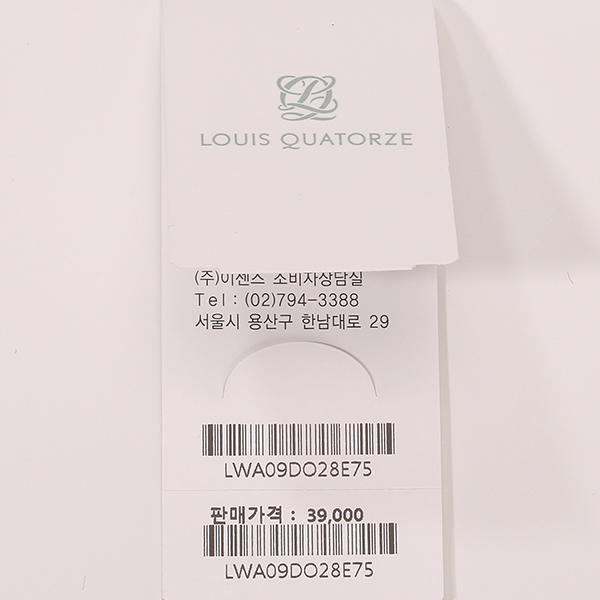 LOUIS QUATORZE
(주)이젠스 소비자상담실
Tel : (02)794-3388
서울시 용산구 한남대로 29
LWA09DO28E75
판매가격 : 39,000
LWA09DO28E75